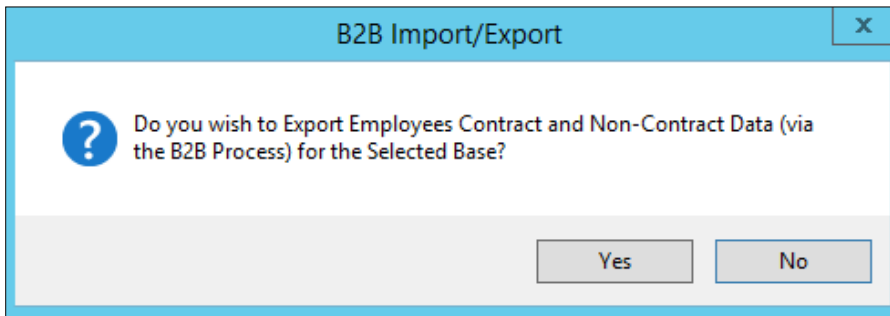 B2B Import/Export
x
?
Do you wish to Export Employees Contract and Non-Contract Data (via
the B2B Process) for the Selected Base?
Yes
No